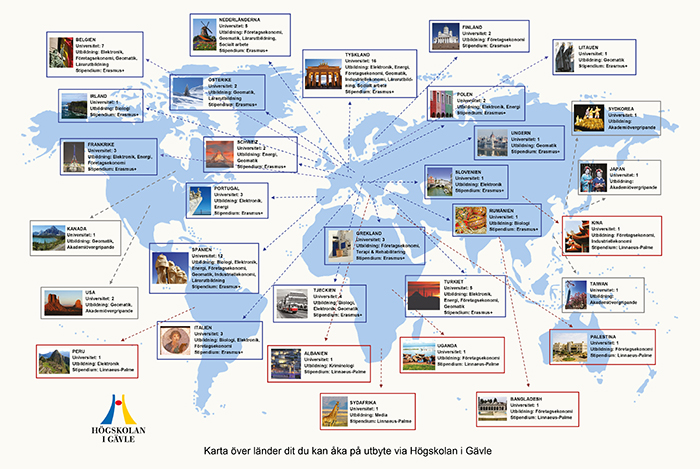 NEDERLÄNDERNA
Universitet: 5
Utbildning: Företagsekonomi,
Geomatik, Lärarutbildning,
Socialt arbete
Stipendium: Erasmus+
FINLAND
Universitet: 2
Utbildning: Företagsekonomi
Stipendium: Erasmus+
BELGIEN
Universitet: 7
Utbildning: Elektronik,
Företagsekonomi, Geomatik,
Lärarutbildning
Stipendium: Erasmus+
TYSKLAND
Universitet: 16
Utbildning: Elektronik, Energi,
Företagsekonomi, Geomatik,
Industriellekonomi, Lärarutbild-
ning, Socialt arbete
Stipendium: Erasmus+
LITAUEN
Universitet: 1
Utbildning: Geomatik
Stipendium: Erasmus+
ÖSTERIKE
Universitet: 2
Utbildning: Geomatik,
Lärarutbildning
Stipendium: Erasmus+
IRLAND
Universitet: 1
Utbildning: Biologi
Stipendium: Erasmus+
POLEN
Universitet: 2
Utbildning: Elektronik, Energi
Stipendium: Erasmus+
SYDKOREA
Universitet: 1
Utbildning:
Akademiövergripande
UNGERN
Universitet: 1
Utbildning: Geomatik
Stipendium: Erasmus+
FRANKRIKE
Universitet: 3
Utbildning: Elektronik, Energi,
Företagsekonomi
Stipendium: Erasmus+
SCHWEIZ
Universitet: 2
Utbildning: Energi,
Geomatik
Stipendium: Erasmus+
SLOVENIEN
Universitet: 1
Utbildning: Elektronik
Stipendium: Erasmus+
JAPAN
Universitet: 1
Utbildning:
Akademiövergripande
PORTUGAL
Universitet: 3
Utbildning: Elektronik,
Energi
Stipendium: Erasmus+
RUMÄNIEN
Universitet: 1
Utbildning: Biologi
Stipendium: Erasmus+
KINA
Universitet: 1
Utbildning: Företagsekonomi,
Industriellekonomi
Stipendium: Linnaeus-Palme
KANADA
Universitet: 1
Utbildning: Geomatik,
Akademiövergripande
GREKLAND
Universitet: 3
Utbildning: Företagsekonomi,
Terapi & Rehabilitering
Stipendium: Erasmus+
SPANIEN
Universitet: 12
Utbildning: Biologi, Elektronik,
Energi, Företagsekonomi,
Geomatik, Industriellekonomi,
Lärarutbildning
Stipendium: Erasmus+
USA
Universitet: 2
Utbildning: Geomatik,
Akademiövergripande
TJECKIEN
Utbildning: Biologi,
Elektronik, Geomatik
Stipendium: Erasmus+
TURKIET
Universitet: 5
Utbildning: Elektronik,
Energi, Företagsekonomi,
Geomatik
Stipendium: Erasmus+
TAIWAN
Universitet: 1
Utbildning:
Akademiövergripande
ITALIEN
Universitet: 3
Utbildning: Biologi, Elektronik,
Företagsekonomi
Stipendium: Erasmus+
PERU
Universitet: 1
Utbildning: Elektronik
Stipendium: Linnaeus-Palme
ALBANIEN
Universitet: 1
Utbildning: Kriminologi
Stipendium: Linnaeus-Palme
UGANDA
Universitet: 1
Utbildning: Företagsekonomi
Stipendium: Linnaeus-Palme
PALESTINA
Universitet: 1
Utbildning: Företagsekonomi
Stipendium: Linnaeus-Palme
SYDAFRIKA
Universitet: 1
Utbildning: Media
Stipendium: Linnaeus-Palme
BANGLADESH
Universitet: 1
Utbildning: Företagsekonomi
Stipendium: Linnaeus-Palme
HÖGSKOLAN
I GÄVLE
Karta över länder dit du kan åka på utbyte via Högskolan i Gävle